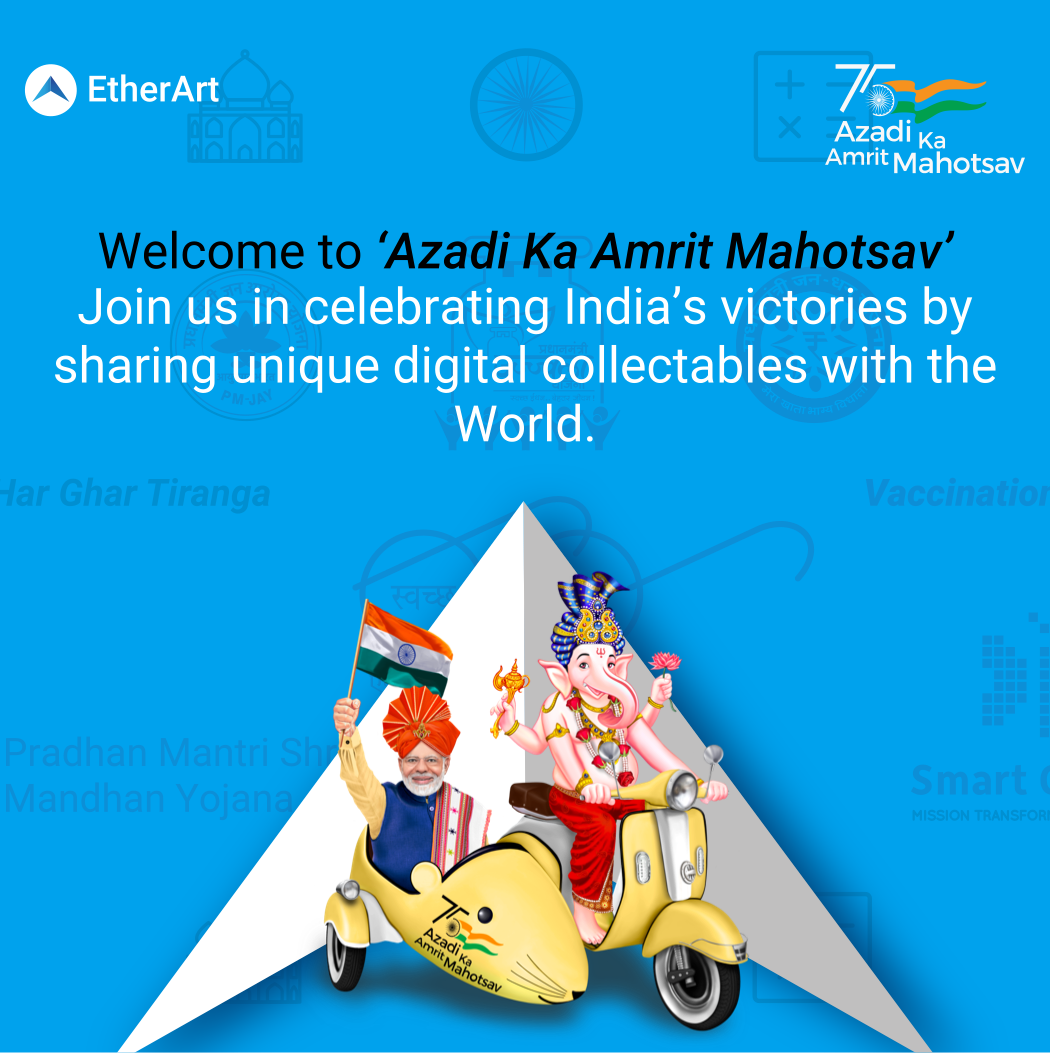 EtherArt
75
Azadi Ka
Amrit Mahotsav
Welcome to ‘Azadi Ka Amrit Mahotsav’
Join us in celebrating India’s victories by
sharing unique digital collectables with the
World.
PM-JAY
Har Ghar Tiranga
Vaccination
स्वच्छ
Pradhan Mantri Shr
Mandhan Yojana
Smart C
MISSION TRANSFOR
75
Azadi Ka
Amrit Mahotsav